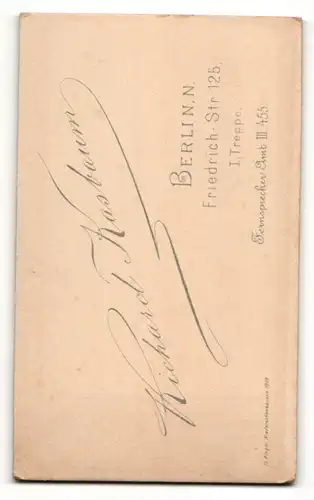 Richard Kasbaum
BERLIN, N.
Friedrich-Str 125.
I, Treppe.
Fernsprecher Amt III. 455.